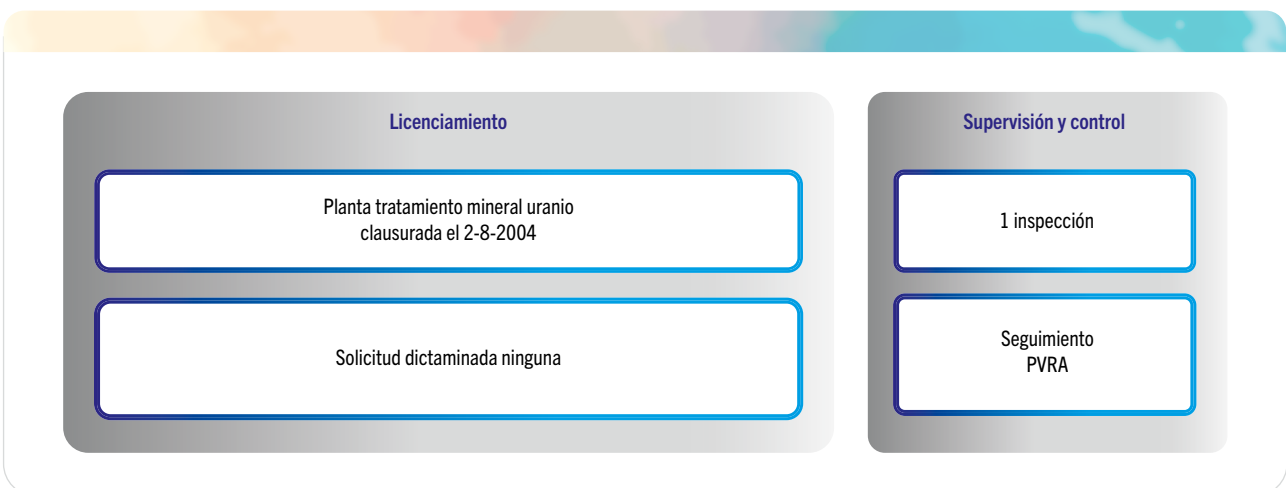 Licenciamiento
Planta tratamiento mineral uranio
clausurada el 2-8-2004
Solicitud dictaminada ninguna
Supervisión y control
1 inspección
Seguimiento
PVRA